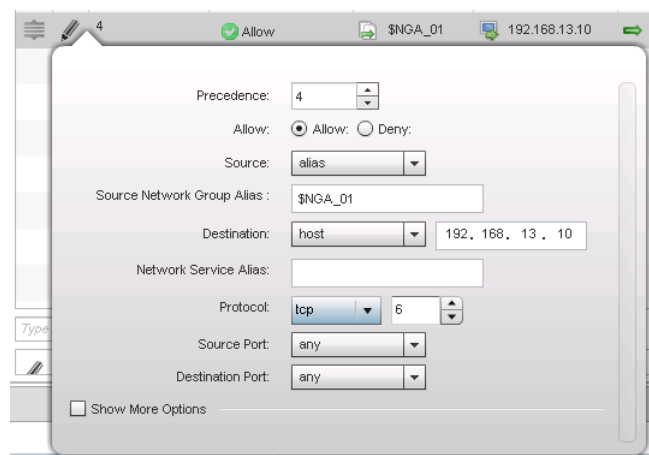 4 Allow $NGA_01 192.168.13.10
Precedence: 4
Allow: Allow: Deny:
Source: alias
Source Network Group Alias : $NGA_01
Destination: host 192. 168. 13 . 10
Network Service Alias:
Protocol: tcp 6
Type
Source Port: any
Destination Port: any
Show More Options